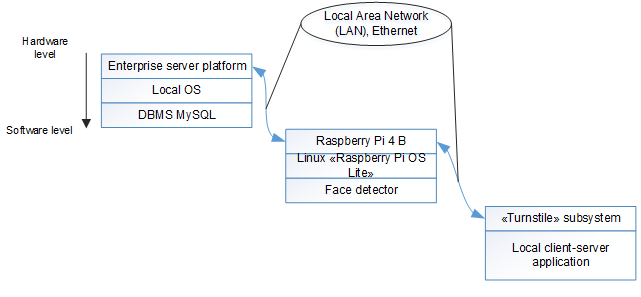 Local Area Network
(LAN), Ethernet
Hardware
level
Enterprise server platform
Local OS
DBMS MySQL
Software level
Raspberry Pi 4 B
Linux «Raspberry Pi OS
Lite»
Face detector
«Turnstile» subsystem
Local client-server
application